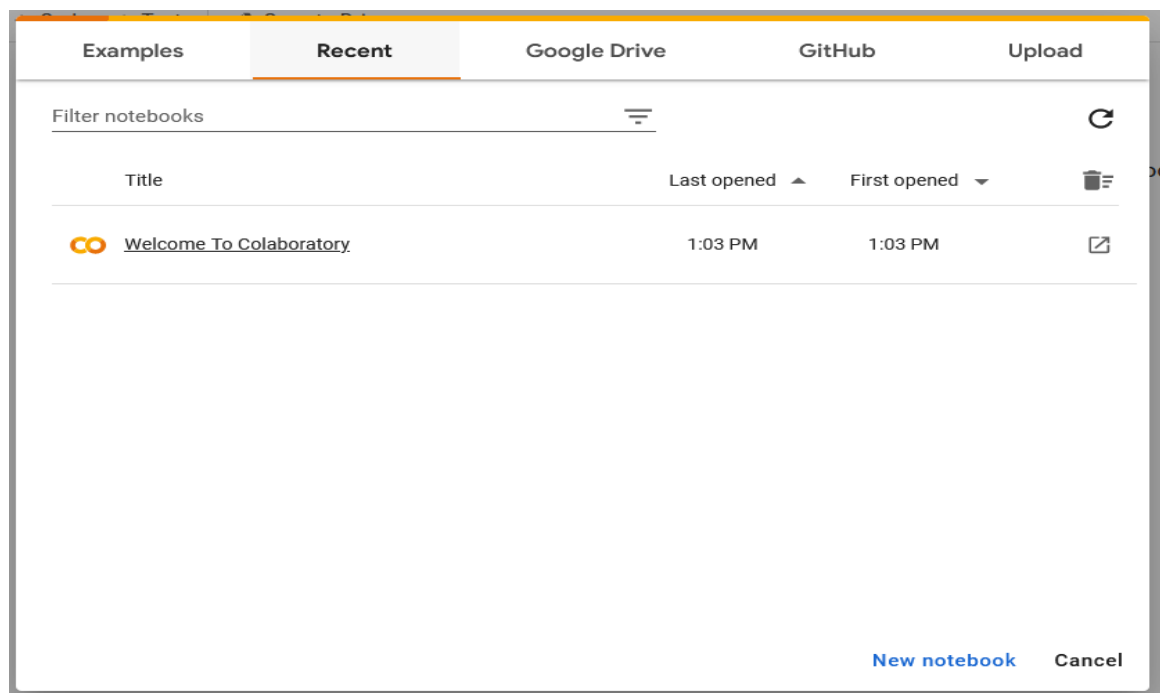 Examples Recent Google Drive GitHub Upload
Filter notebooks
Title Last opened First opened
Welcome To Colaboratory 1:03 PM 1:03 PM
New notebook Cancel